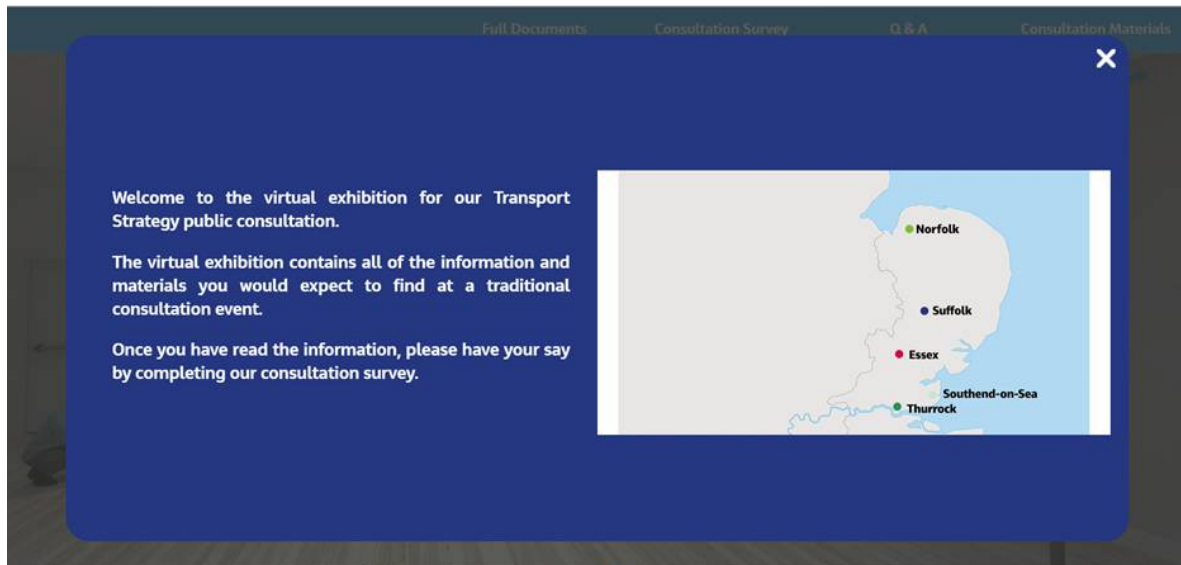 Full Documents Consultation Survey Q & A Consultation Materials
Welcome to the virtual exhibition for our Transport
Strategy public consultation.
The virtual exhibition contains all of the information and
materials you would expect to find at a traditional
consultation event.
Once you have read the information, please have your say
by completing our consultation survey.
Norfolk
Suffolk
Essex
Southend-on-Sea
Thurrock